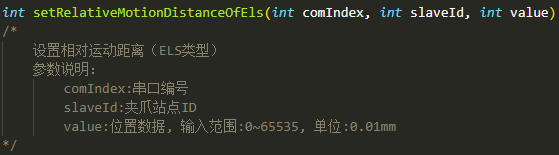 int setRelativeMotionDistanceOfEls(int comIndex, int slaveId, int value)
/*
设置相对运动距离（ELS类型）
参数说明：
comIndex:串口编号
slaveId:夹爪站点ID
value:位置数据，输入范围:0~65535，单位:0.01mm
*/